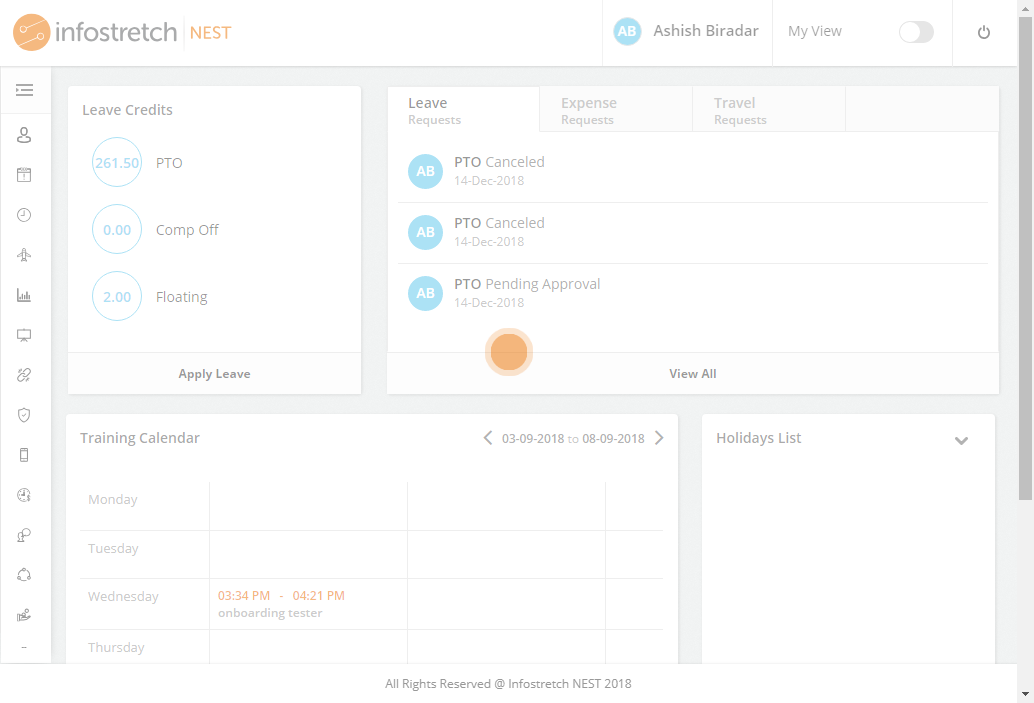 infostretch NEST
AB Ashish Biradar
My View
Leave Credits
261.50 PTO
0.00 Comp Off
2.00 Floating
Apply Leave
Leave
Requests
Expense
Requests
Travel
Requests
AB PTO Canceled
14-Dec-2018
AB PTO Canceled
14-Dec-2018
AB PTO Pending Approval
14-Dec-2018
View All
Training Calendar
03-09-2018 to 08-09-2018
Monday
Tuesday
Wednesday
03:34 PM - 04:21 PM
onboarding tester
Thursday
Holidays List
All Rights Reserved @ Infostretch NEST 2018